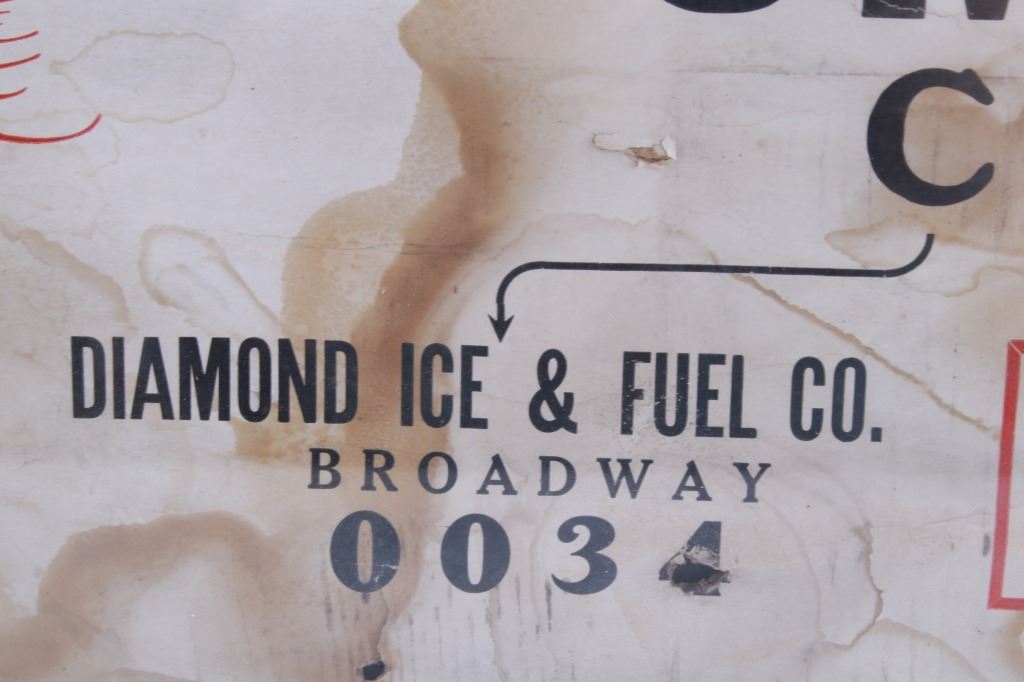 C
DIAMOND ICE & FUEL CO.
BROADWAY
0034